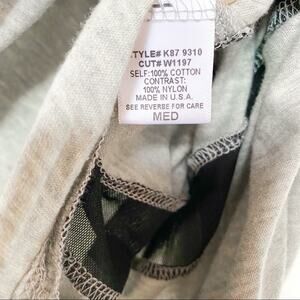 STYLE# K87 9310
CUT# W1197
SELF:100% COTTON
CONTRAST:
100% NYLON
MADE IN U.S.A.
SEE REVERSE FOR CARE
MED